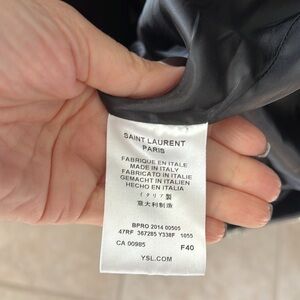 SAINT LAURENT
PARIS
FABRIQUE EN ITALIE
MADE IN ITALY
FABRICATO IN ITALIE
GEMACHT IN ITALIEN
HECHO EN ITALIA
イタリア製
意大利制造
BPRO 2014 00505
47RF 367285 Y338F 1055
CA 00985 F40
YSL.COM